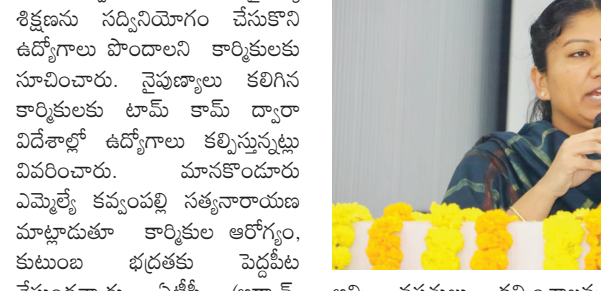 శిక్షణను సద్వినియోగం చేసుకొని
ఉద్యోగాలు పొందాలని కార్మికులకు
సూచించారు. నైపుణ్యాలు కలిగిన
కార్మికులకు టామ్ కామ్ ద్వారా
విదేశాల్లో ఉద్యోగాలు కల్పిస్తున్నట్లు
వివరించారు. మానకొండూరు
ఎమ్మెల్యే కవ్వంపల్లి సత్యనారాయణ
మాట్లాడుతూ కార్మికుల ఆరోగ్యం,
కుటుంబ భద్రతకు పెద్దపీట